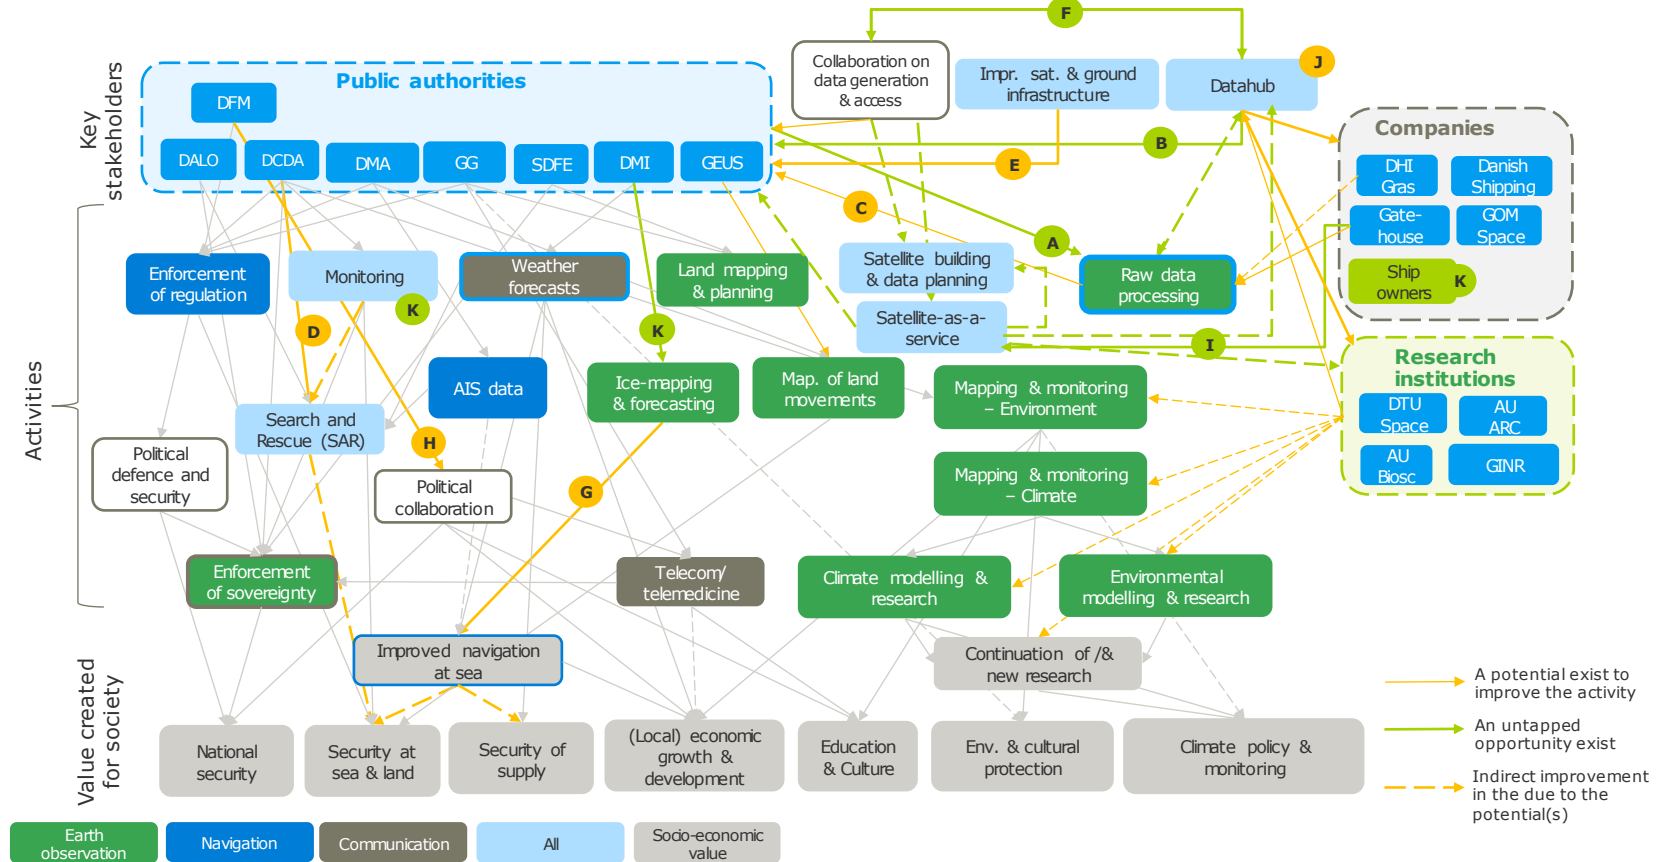 F
Key
stakeholders
Public authorities
DFM
DALO
DCDA
DMA
GG
SDFE
DMI
GEUS
Collaboration on
data generation
& access
Impr. sat. & ground
infrastructure
Datahub
J
Companies
DHI
Gras
Danish
Shipping
Gate-
house
GOM
Space
Ship
owners
K
B
E
C
A
I
Activities
Enforcement
of regulation
Monitoring
K
Weather
forecasts
Land mapping
& planning
Satellite building
& data planning
Raw data
processing
Satellite-as-a-
service
D
K
AIS data
Ice-mapping
& forecasting
Map. of land
movements
Mapping & monitoring
– Environment
Research
institutions
DTU
Space
AU
ARC
AU
Biosc
GINR
Search and
Rescue (SAR)
H
Political
defence and
security
Political
collaboration
G
Mapping & monitoring
– Climate
Enforcement
of sovereignty
Telecom/
telemedicine
Climate modelling &
research
Environmental
modelling & research
Value created
for society
Improved navigation
at sea
Continuation of /&
new research
National
security
Security at
sea & land
Security of
supply
(Local) economic
growth &
development
Education
& Culture
Env. & cultural
protection
Climate policy &
monitoring
A potential exist to
improve the activity
An untapped
opportunity exist
Indirect improvement
in the due to the
potential(s)
Earth
observation
Navigation
Communication
All
Socio-economic
value